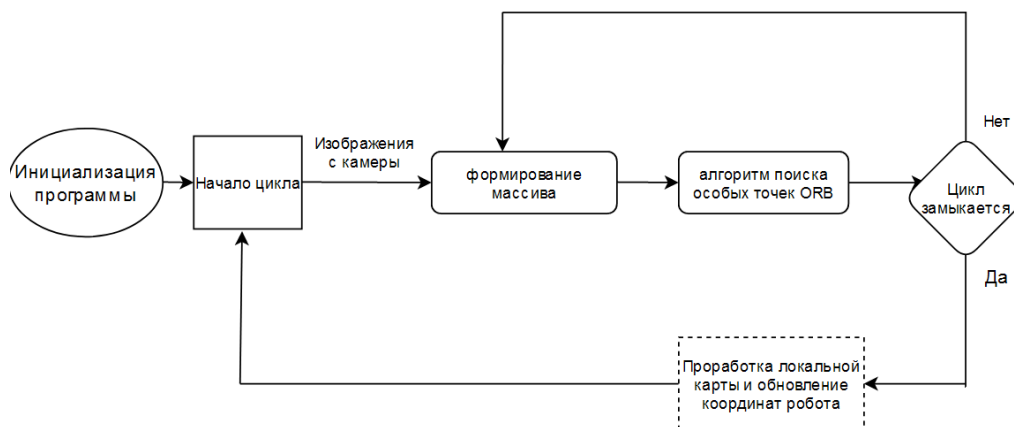 Инициализация
программы
Начало цикла
Изображения
с камеры
формирование
массива
алгоритм поиска
особых точек ORB
Нет
Цикл
замыкается
Да
Проработка локальной
карты и обновление
координат робота